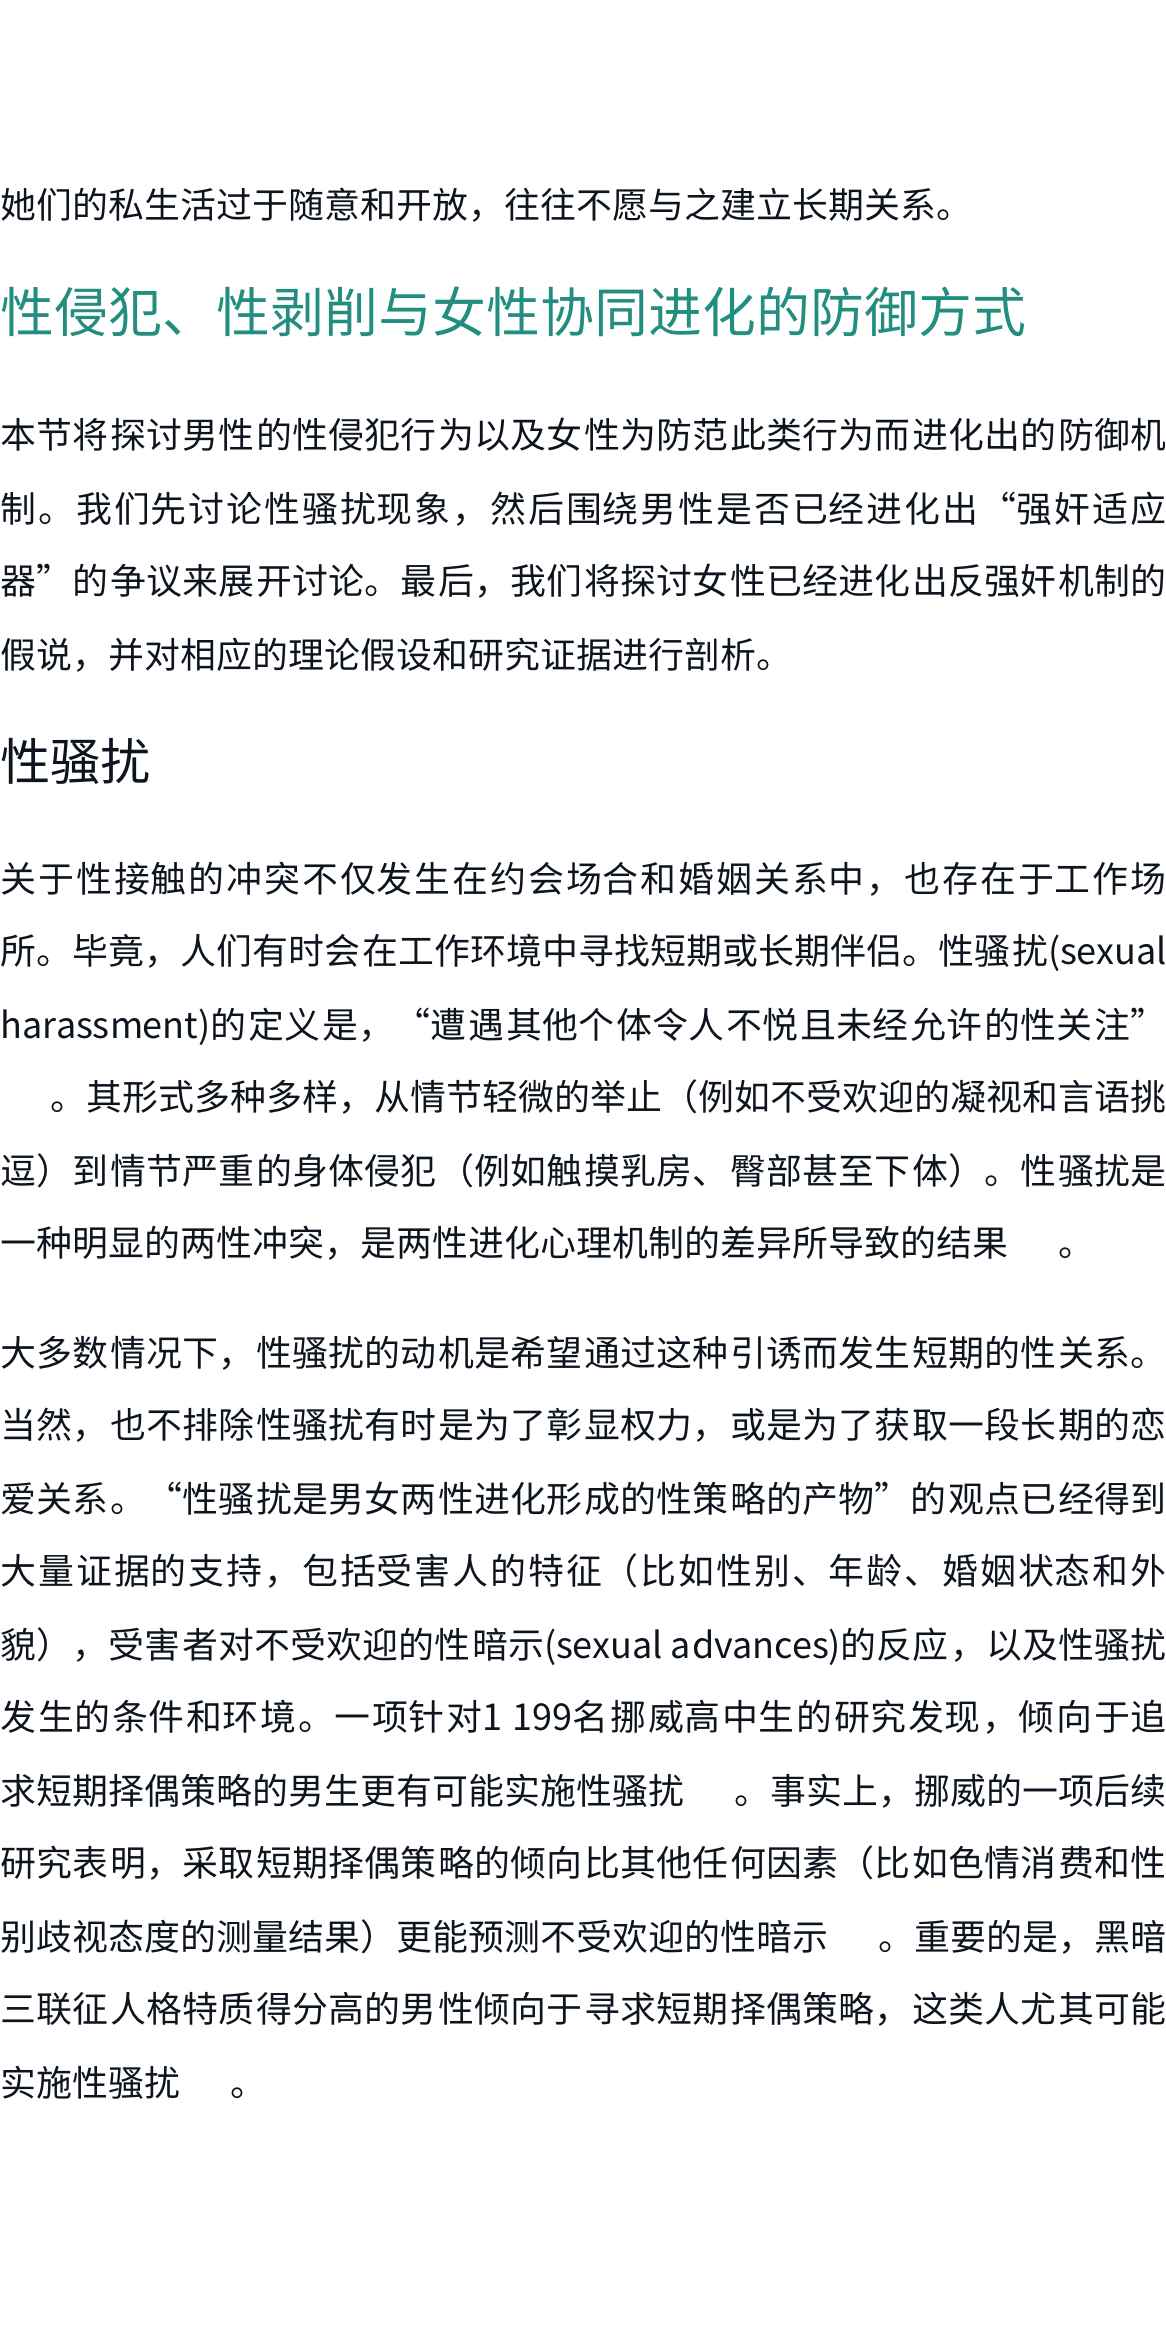 她们的私生活过于随意和开放，往往不愿与之建立长期关系。
性侵犯、性剥削与女性协同进化的防御方式
本节将探讨男性的性侵犯行为以及女性为防范此类行为而进化出的防御机
制。我们先讨论性骚扰现象，然后围绕男性是否已经进化出“强奸适应
器”的争议来展开讨论。最后，我们将探讨女性已经进化出反强奸机制的
假说，并对相应的理论假设和研究证据进行剖析。
性骚扰
关于性接触的冲突不仅发生在约会场合和婚姻关系中，也存在于工作场
所。毕竟，人们有时会在工作环境中寻找短期或长期伴侣。性骚扰(sexual
harassment)的定义是，“遭遇其他个体令人不悦且未经允许的性关注”
。其形式多种多样，从情节轻微的举止（例如不受欢迎的凝视和言语挑
逗）到情节严重的身体侵犯（例如触摸乳房、臀部甚至下体）。性骚扰是
一种明显的两性冲突，是两性进化心理机制的差异所导致的结果 。
大多数情况下，性骚扰的动机是希望通过这种引诱而发生短期的性关系。
当然，也不排除性骚扰有时是为了彰显权力，或是为了获取一段长期的恋
爱关系。“性骚扰是男女两性进化形成的性策略的产物”的观点已经得到
大量证据的支持，包括受害人的特征（比如性别、年龄、婚姻状态和外
貌），受害者对不受欢迎的性暗示(sexual advances)的反应，以及性骚扰
发生的条件和环境。一项针对1 199名挪威高中生的研究发现，倾向于追
求短期择偶策略的男生更有可能实施性骚扰 。事实上，挪威的一项后续
研究表明，采取短期择偶策略的倾向比其他任何因素（比如色情消费和性
别歧视态度的测量结果）更能预测不受欢迎的性暗示 。重要的是，黑暗
三联征人格特质得分高的男性倾向于寻求短期择偶策略，这类人尤其可能
实施性骚扰 。